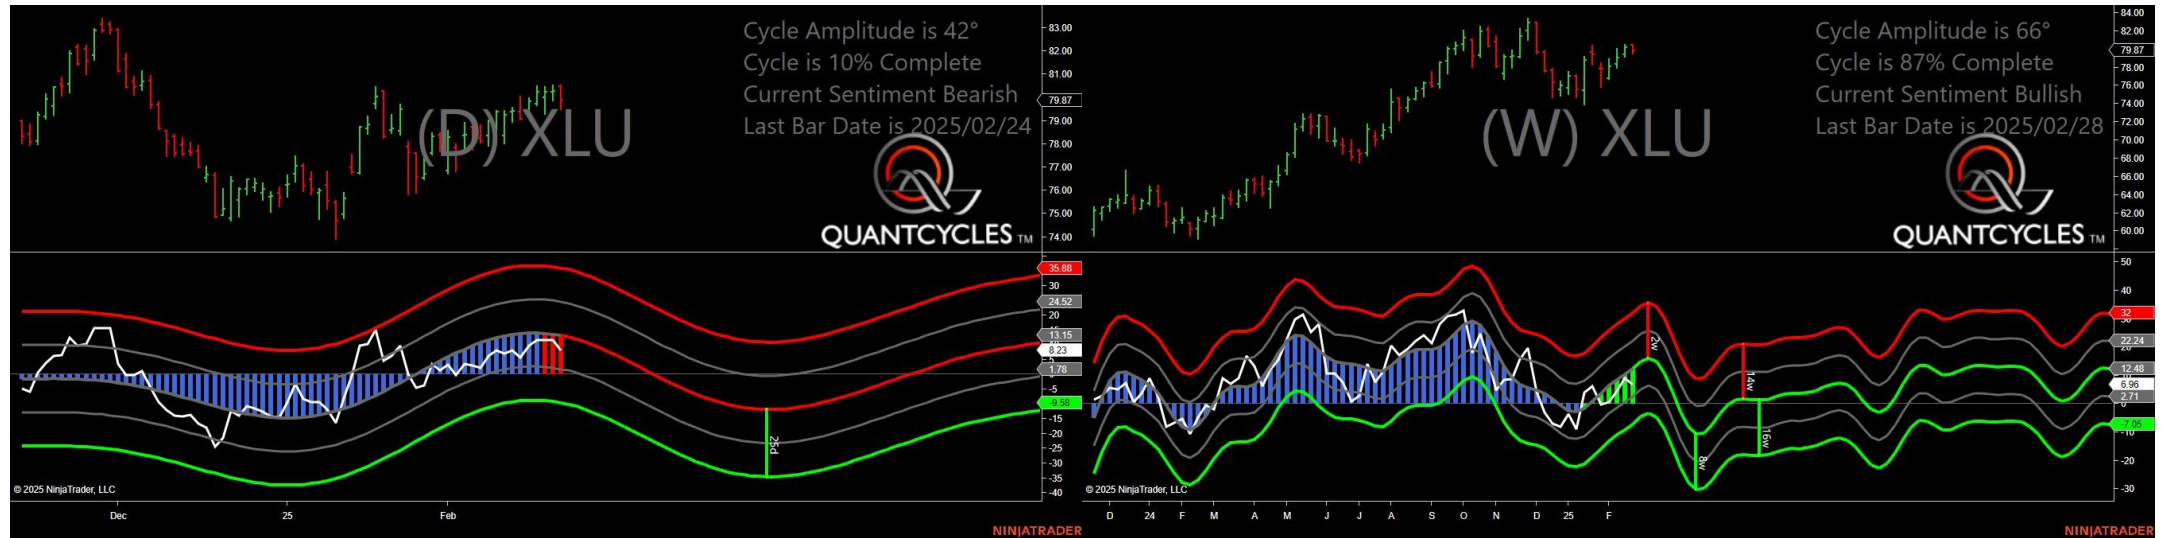 Cycle Amplitude is 42°
Cycle is 10% Complete
Current Sentiment Bearish
Last Bar Date is 2025/02/24
(D) XLU
QUANTCYCLES TM
83.00
82.00
81.00
79.87
79.00
78.00
77.00
76.00
75.00
74.00
35.88
30
24.52
20
13.15
8.23
1.78
-5
-9.58
-15
-20
-25
-30
-35
-40
25d
© 2025 NinjaTrader, LLC
Dec
25
Feb
NINJATRADER
Cycle Amplitude is 66°
Cycle is 87% Complete
Current Sentiment Bullish
Last Bar Date is 2025/02/28
(W) XLU
QUANTCYCLES TM
84.00
82.00
79.87
78.00
76.00
74.00
72.00
70.00
68.00
66.00
64.00
62.00
60.00
50
40
32
22.24
12.48
6.96
2.71
-7.05
-10
-20
-30
2w
14w
16w
8w
© 2025 NinjaTrader, LLC
D 24 F M A M J J A S O N D 25 F
NINJATRADER